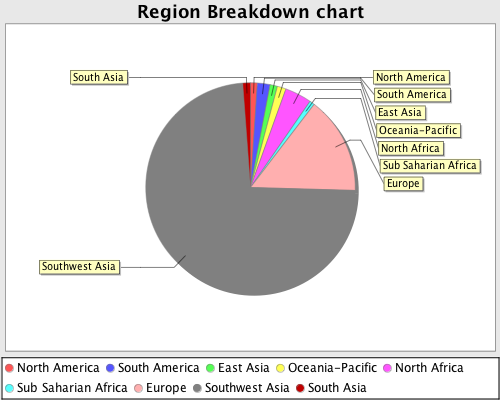 Region Breakdown chart
South Asia
North America
South America
East Asia
Oceania-Pacific
North Africa
Sub Saharian Africa
Europe
Southwest Asia
North America South America East Asia Oceania-Pacific North Africa
Sub Saharian Africa Europe Southwest Asia South Asia